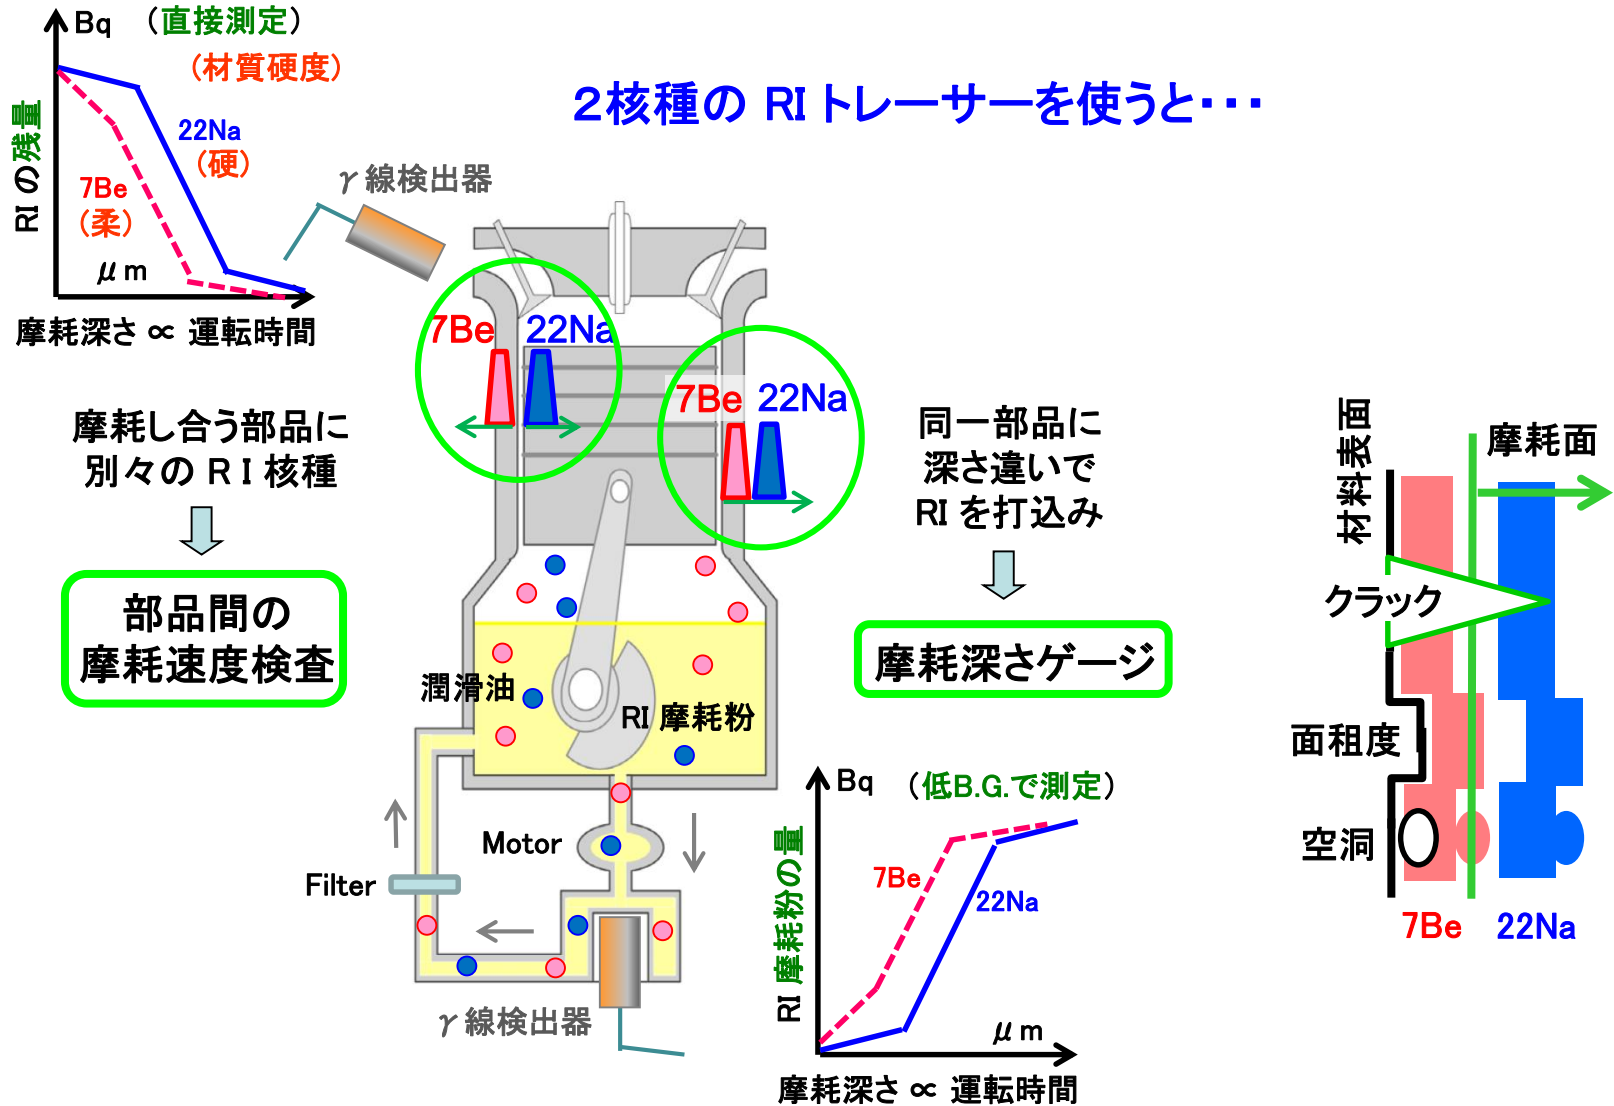 2核種の RI トレーサーを使うと・・・
Bq （直接測定）
（材質硬度）
22Na
（硬）
7Be
（柔）
μm
RI の残量
摩耗深さ ∝ 運転時間
γ線検出器
7Be 22Na
7Be 22Na
摩耗し合う部品に
別々の RI 核種
部品間の
摩耗速度検査
同一部品に
深さ違いで
RI を打込み
摩耗深さゲージ
潤滑油
RI 摩耗粉
Motor
Filter
γ線検出器
Bq （低B.G.で測定）
7Be
22Na
μm
RI 摩耗粉の量
摩耗深さ ∝ 運転時間
材料表面
摩耗面
クラック
面租度
空洞
7Be 22Na